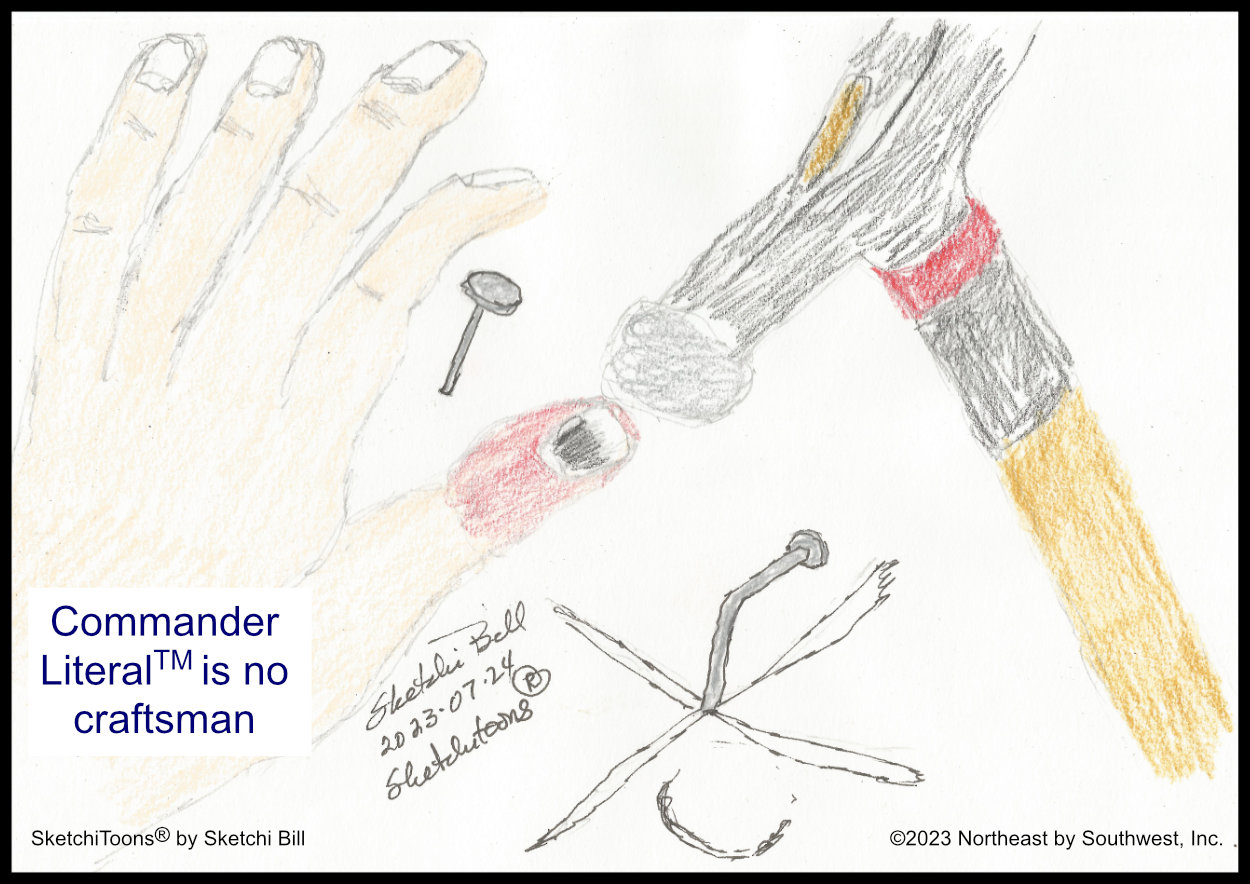 Commander
Literal™ is no
craftsman
Sketchi Bill
2023·07·24
Sketchitoons ®
SketchiToons® by Sketchi Bill
©2023 Northeast by Southwest, Inc.